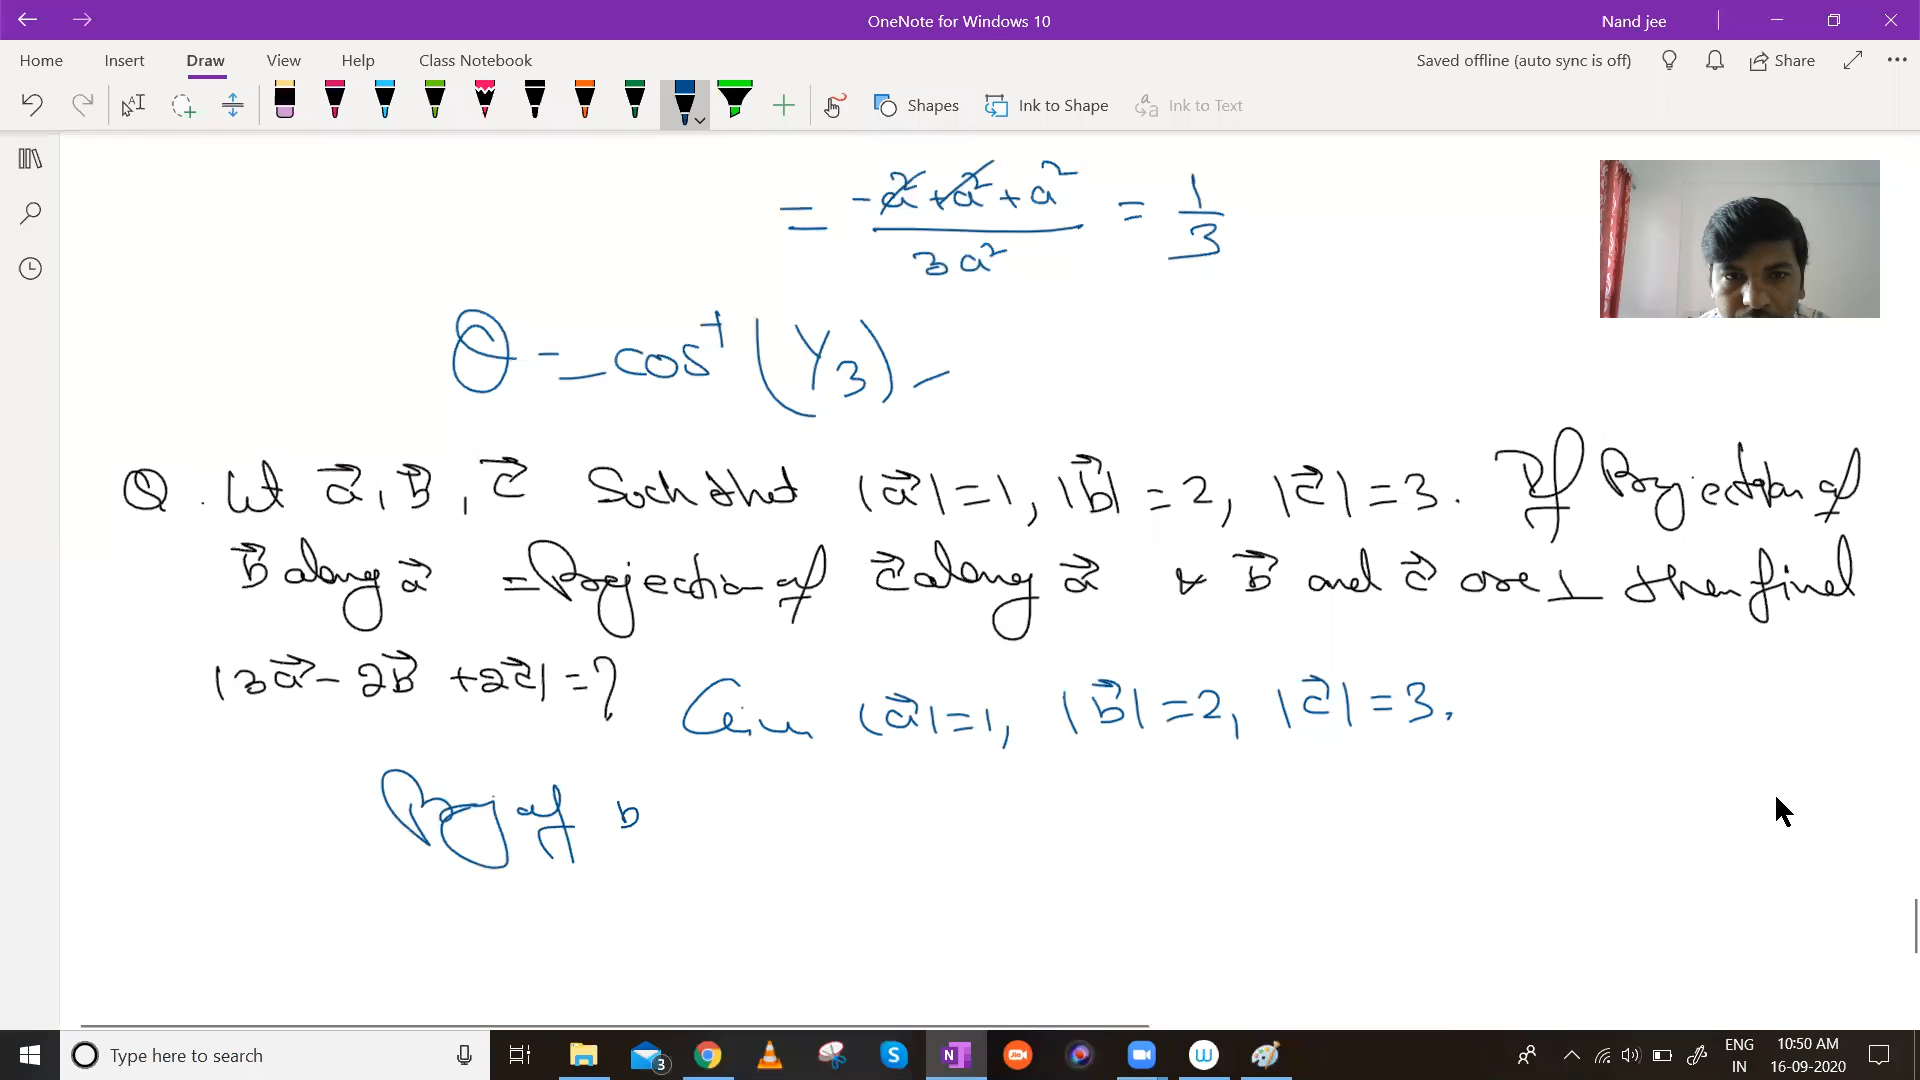 OneNote for Windows 10
Nand jee
Home Insert Draw View Help Class Notebook
Saved offline (auto sync is off) Share
Shapes Ink to Shape Ink to Text
= -a² + a² + a² / 3a² = 1/3
θ = cos⁻¹ (1/3)
Q. Let a⃗, b⃗, c⃗ Such that |a⃗| = 1, |b⃗| = 2, |c⃗| = 3. If Projection of
b⃗ along a⃗ = Projection of c⃗ along a⃗ & b⃗ and c⃗ are ⊥ then find
|3a⃗ - 2b⃗ + 2c⃗| = ?
Given |a⃗| = 1, |b⃗| = 2, |c⃗| = 3.
Proj of b
Type here to search
3
ENG
IN
10:50 AM
16-09-2020